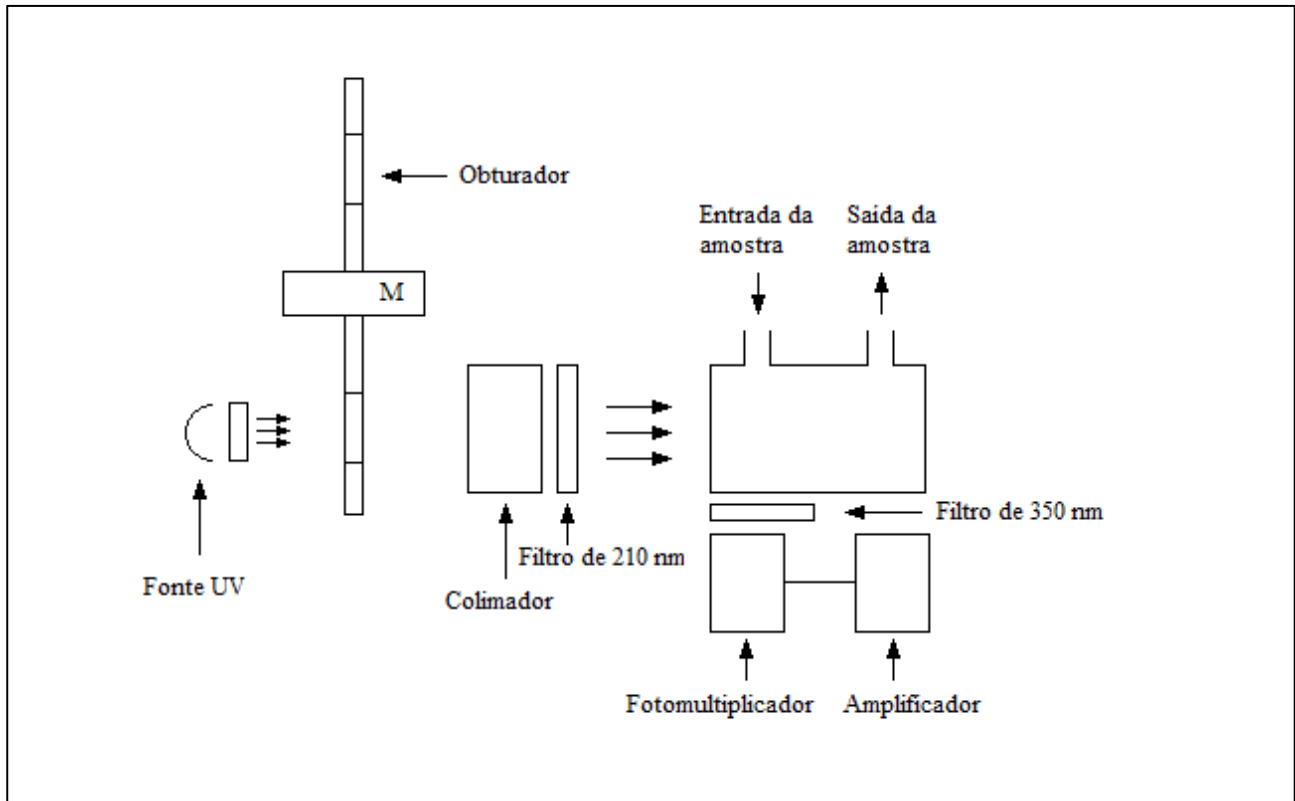 Obturador
Entrada da
amostra
Saída da
amostra
M
Filtro de 350 nm
Filtro de 210 nm
Fonte UV
Colimador
Fotomultiplicador
Amplificador